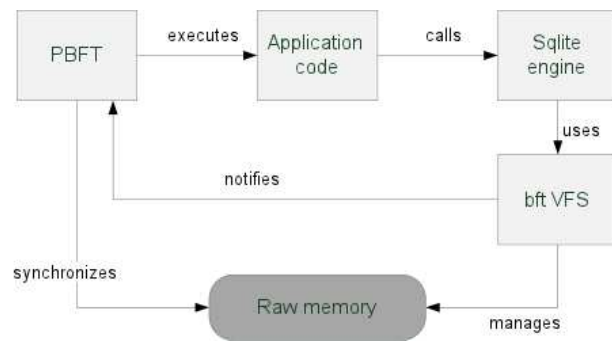 PBFT
executes
Application
code
calls
Sqlite
engine
uses
notifies
bft VFS
synchronizes
Raw memory
manages